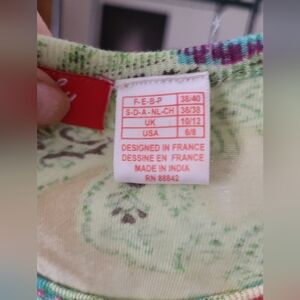 F-E-B-P 38/40
S-D-A-NL-CH 36/38
UK 10/12
USA 6/8
DESIGNED IN FRANCE
DESSINE EN FRANCE
MADE IN INDIA
RN 88842